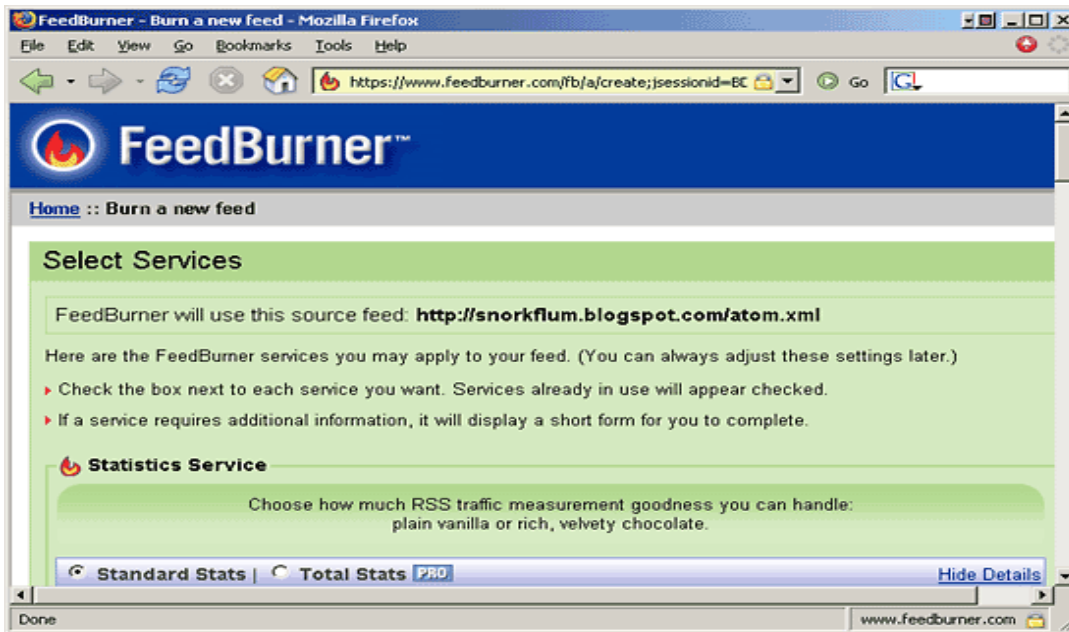 FeedBurner - Burn a new feed - Mozilla Firefox
File Edit View Go Bookmarks Tools Help
https://www.feedburner.com/fb/a/create;jsessionid=BC Go G
FeedBurner™
Home :: Burn a new feed
Select Services
FeedBurner will use this source feed: http://snorkflum.blogspot.com/atom.xml
Here are the FeedBurner services you may apply to your feed. (You can always adjust these settings later.)
Check the box next to each service you want. Services already in use will appear checked.
If a service requires additional information, it will display a short form for you to complete.
Statistics Service
Choose how much RSS traffic measurement goodness you can handle:
plain vanilla or rich, velvety chocolate.
Standard Stats | Total Stats PRO Hide Details
Done www.feedburner.com